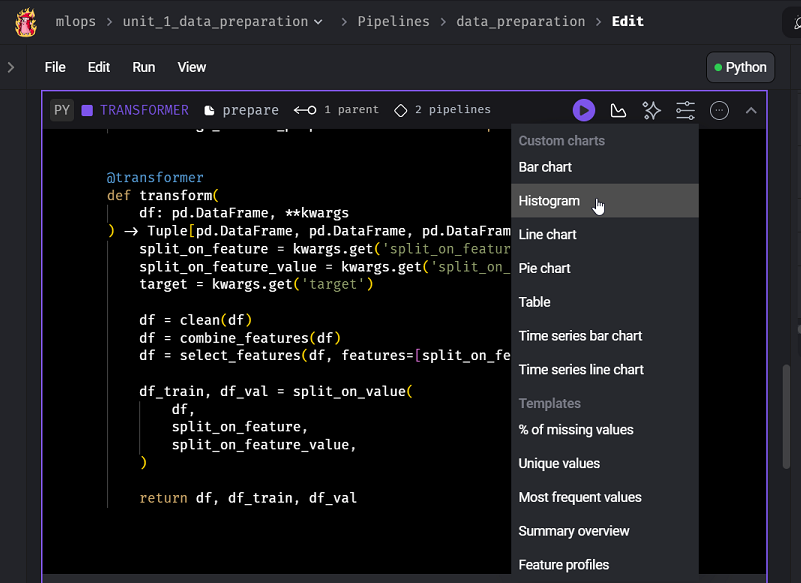 mlops > unit_1_data_preparation > Pipelines > data_preparation > Edit
File Edit Run View Python
PY TRANSFORMER prepare 1 parent 2 pipelines
@transformer
def transform(
df: pd.DataFrame, **kwargs
) -> Tuple[pd.DataFrame, pd.DataFrame, pd.DataFram
split_on_feature = kwargs.get('split_on_featur
split_on_feature_value = kwargs.get('split_on_
target = kwargs.get('target')
df = clean(df)
df = combine_features(df)
df = select_features(df, features=[split_on_fe
df_train, df_val = split_on_value(
df,
split_on_feature,
split_on_feature_value,
)
return df, df_train, df_val
Custom charts
Bar chart
Histogram
Line chart
Pie chart
Table
Time series bar chart
Time series line chart
Templates
% of missing values
Unique values
Most frequent values
Summary overview
Feature profiles